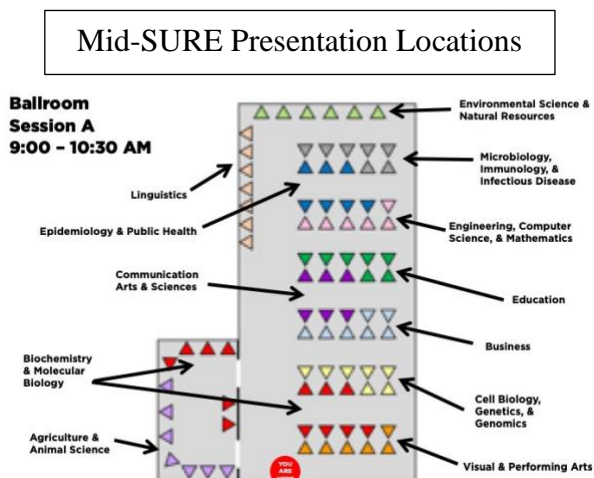 Mid-SURE Presentation Locations
Ballroom
Session A
9:00 – 10:30 AM
Environmental Science &
Natural Resources
Microbiology,
Immunology, &
Infectious Disease
Linguistics
Epidemiology & Public Health
Engineering, Computer
Science, & Mathematics
Communication
Arts & Sciences
Education
Business
Biochemistry
& Molecular
Biology
Cell Biology,
Genetics, &
Genomics
Agriculture &
Animal Science
Visual & Performing Arts
YOU
ARE